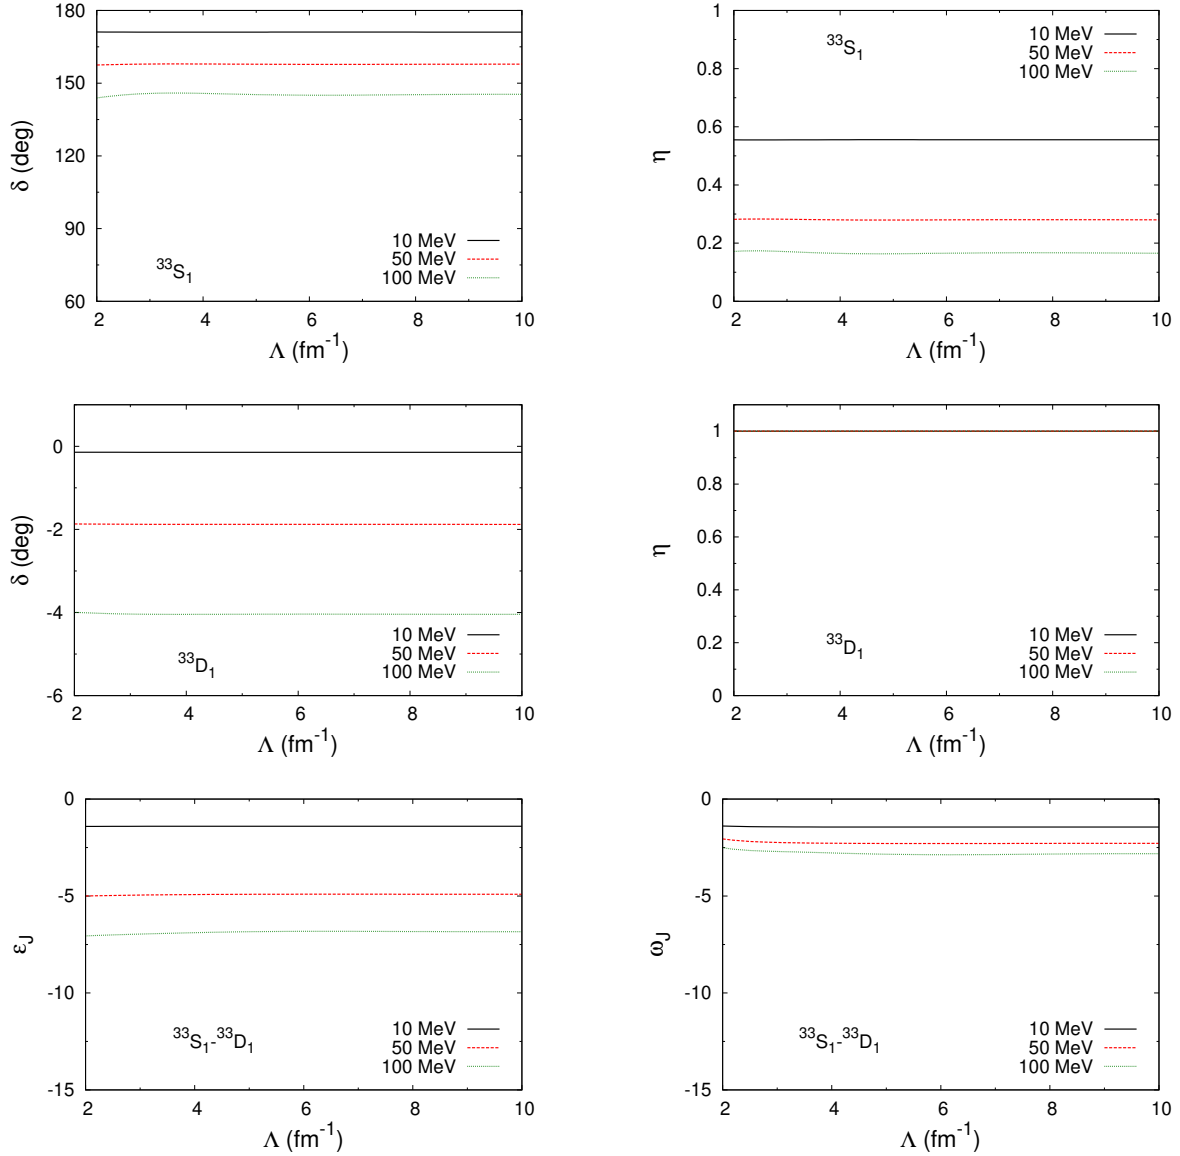 180
150
120
90
60
δ (deg)
10 MeV
50 MeV
100 MeV
³³S₁
2 4 6 8 10
Λ (fm⁻¹)
1
0.8
0.6
0.4
0.2
0
η
³³S₁
10 MeV
50 MeV
100 MeV
2 4 6 8 10
Λ (fm⁻¹)
0
-2
-4
-6
δ (deg)
10 MeV
50 MeV
100 MeV
³³D₁
2 4 6 8 10
Λ (fm⁻¹)
1
0.8
0.6
0.4
0.2
0
η
10 MeV
50 MeV
100 MeV
³³D₁
2 4 6 8 10
Λ (fm⁻¹)
0
-5
-10
-15
ε_J
10 MeV
50 MeV
100 MeV
³³S₁-³³D₁
2 4 6 8 10
Λ (fm⁻¹)
0
-5
-10
-15
ω_J
10 MeV
50 MeV
100 MeV
³³S₁-³³D₁
2 4 6 8 10
Λ (fm⁻¹)